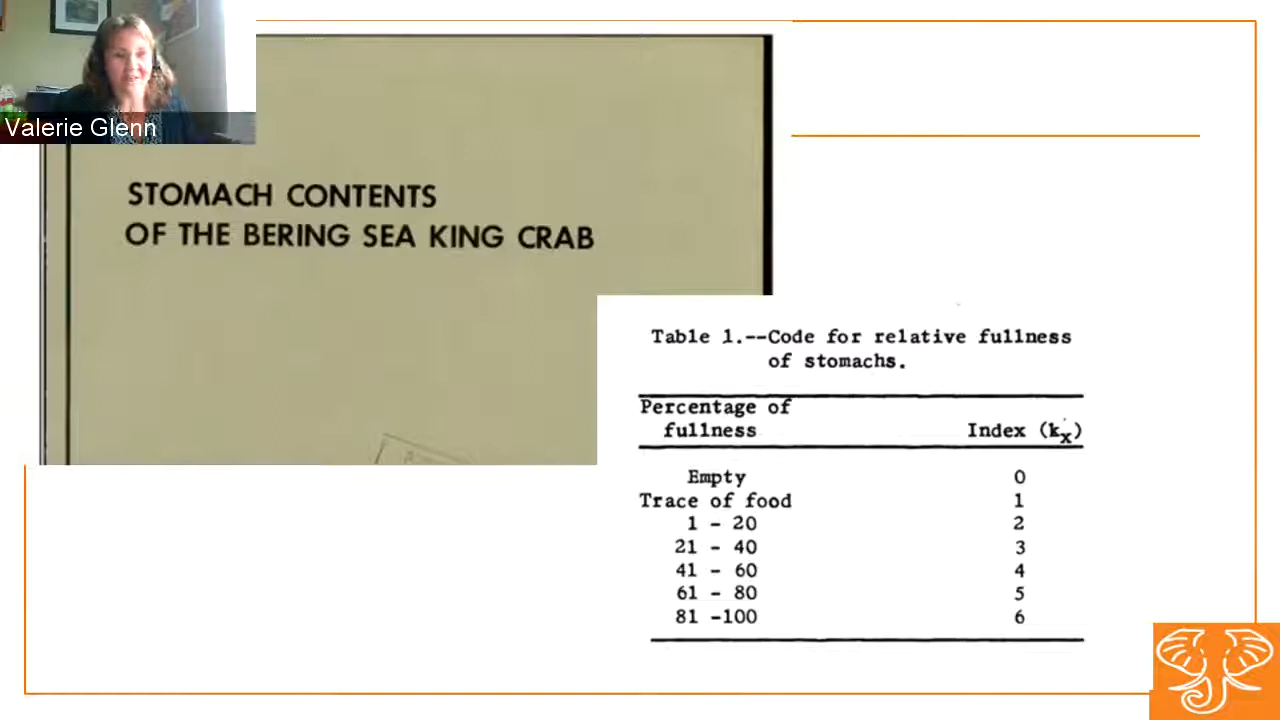 Valerie Glenn
STOMACH CONTENTS
OF THE BERING SEA KING CRAB
Table 1.--Code for relative fullness
of stomachs.
Percentage of
fullness Index (kx)
Empty 0
Trace of food 1
1 - 20 2
21 - 40 3
41 - 60 4
61 - 80 5
81 -100 6